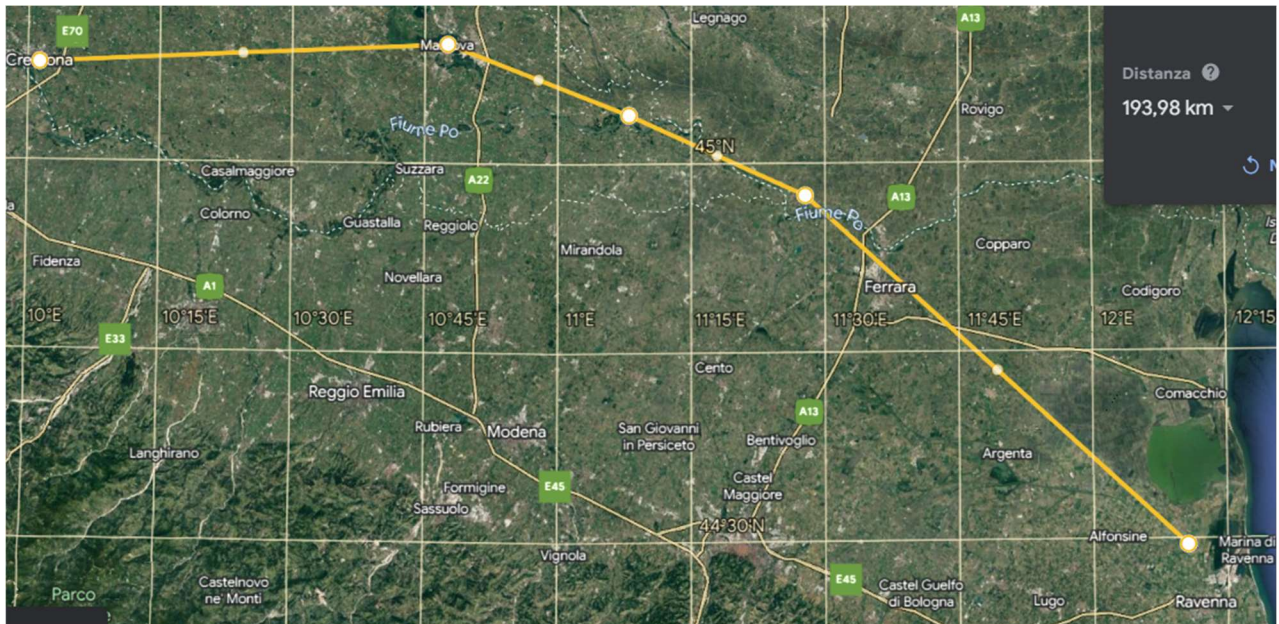 E70
Legnago
A13
Cremona
Mantova
Distanza
193,98 km
Rovigo
Fiume Po
45°N
Casalmaggiore
Suzzara
A22
A13
Colorno
Guastalla
Reggiolo
Fiume Po
Fidenza
Novellara
Mirandola
Copparo
A1
Ferrara
Codigoro
10°E
10°15'E
10°30'E
10°45'E
11°E
11°15'E
11°30'E
11°45'E
12°E
12°15
E33
Cento
Reggio Emilia
Comacchio
A13
Rubiera
Modena
San Giovanni
in Persiceto
Bentivoglio
Langhirano
Argenta
Formigine
E45
Castel
Maggiore
Sassuolo
44°30'N
Vignola
Alfonsine
Marina di
Ravenna
Castelnovo
ne' Monti
E45
Castel Guelfo
di Bologna
Parco
Lugo
Ravenna